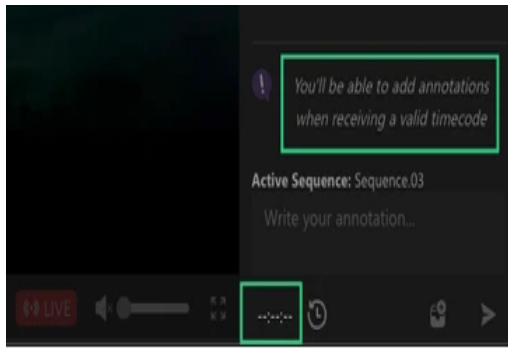 You'll be able to add annotations
when receiving a valid timecode
Active Sequence: Sequence.03
Write your annotation...
LIVE
--:--:--